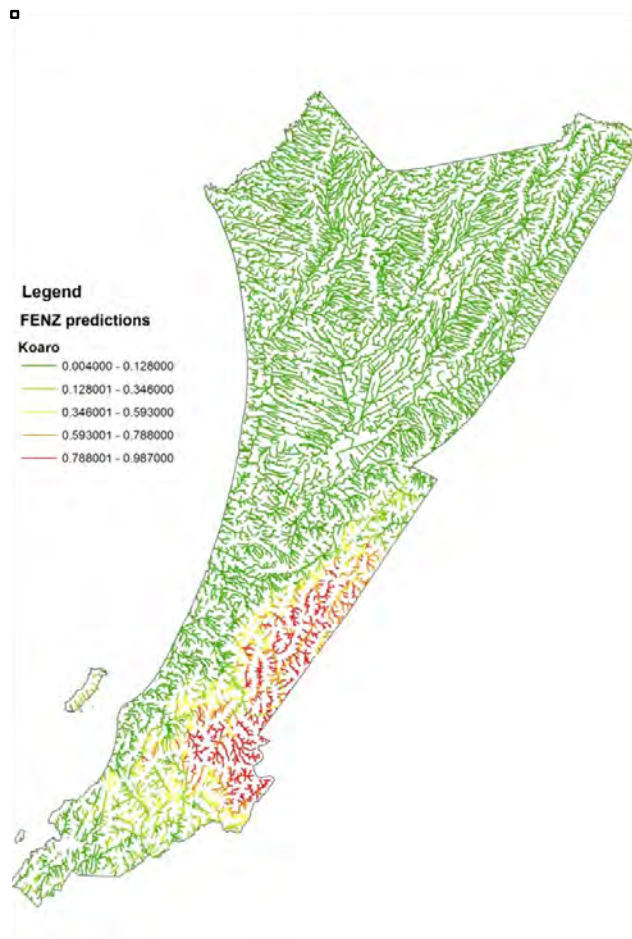 Legend
FENZ predictions
Koaro
0.004000 - 0.128000
0.128001 - 0.346000
0.346001 - 0.593000
0.593001 - 0.788000
0.788001 - 0.987000